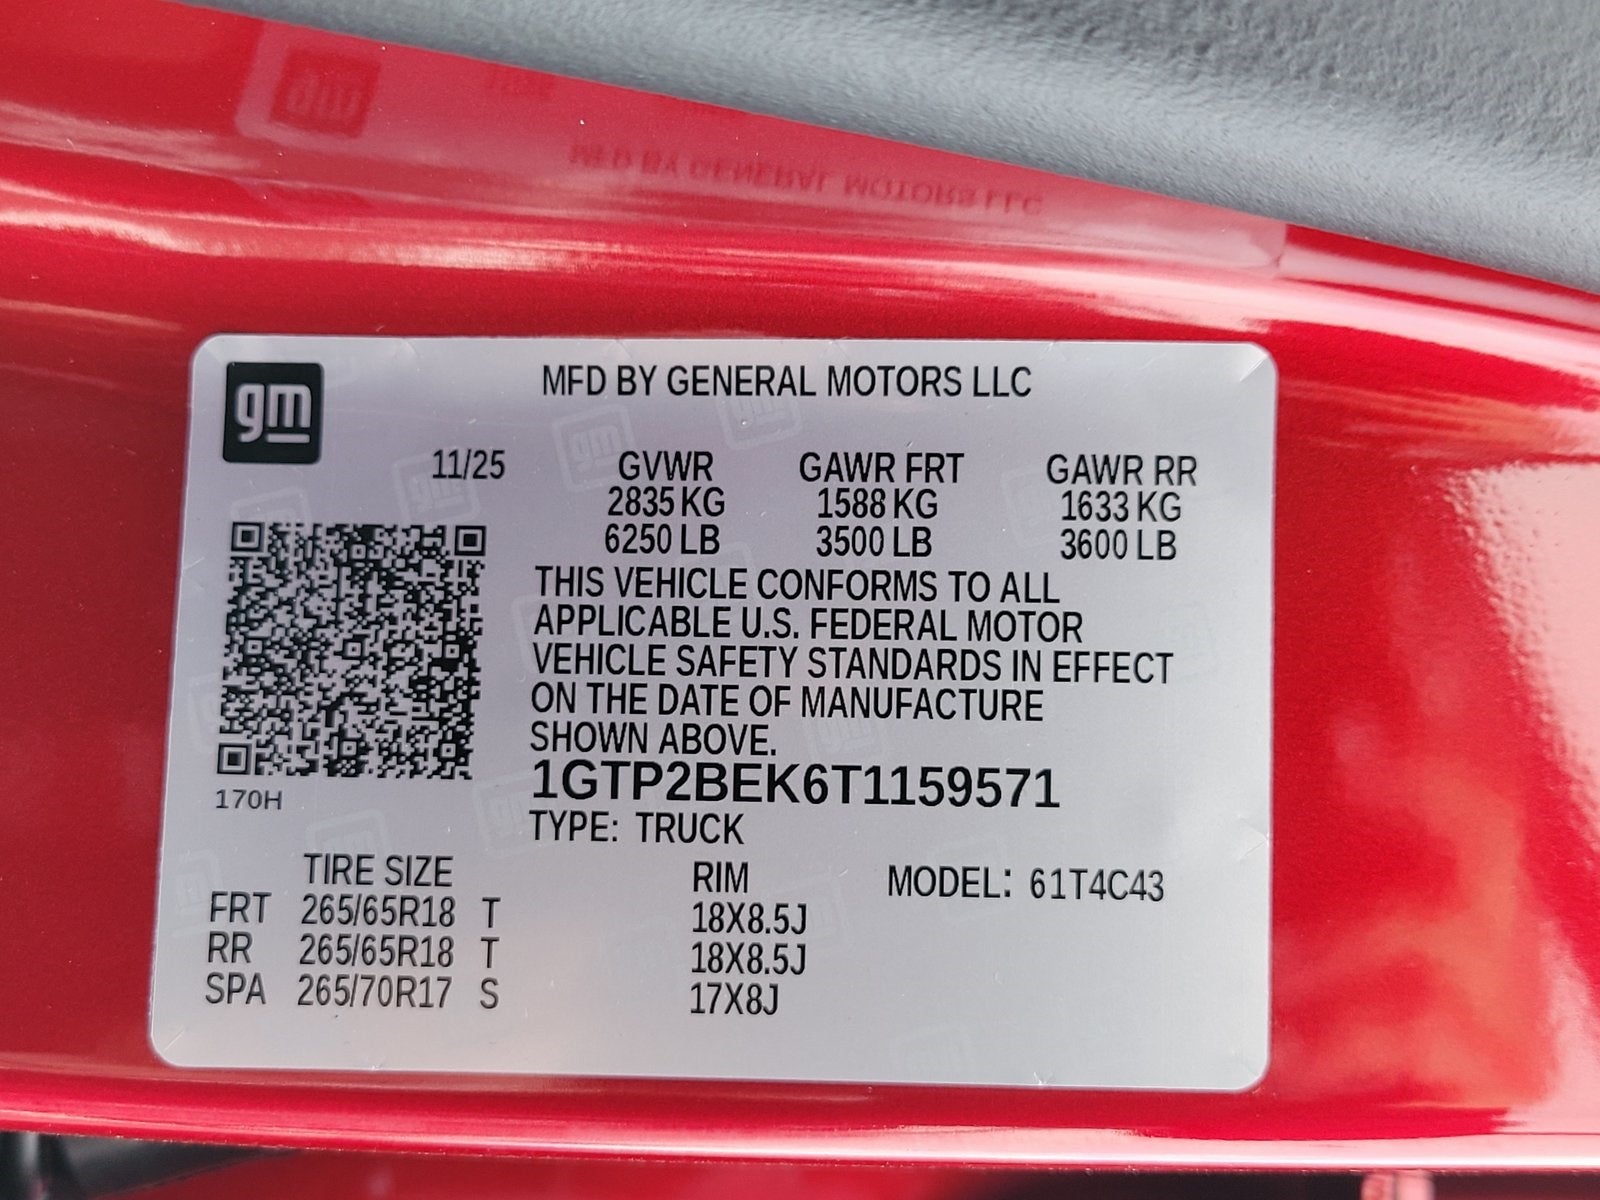 gm
MFD BY GENERAL MOTORS LLC
11/25 GVWR GAWR FRT GAWR RR
2835 KG 1588 KG 1633 KG
6250 LB 3500 LB 3600 LB
THIS VEHICLE CONFORMS TO ALL
APPLICABLE U.S. FEDERAL MOTOR
VEHICLE SAFETY STANDARDS IN EFFECT
ON THE DATE OF MANUFACTURE
SHOWN ABOVE.
1GTP2BEK6T1159571
170H
TYPE: TRUCK
TIRE SIZE RIM MODEL: 61T4C43
FRT 265/65R18 T 18X8.5J
RR 265/65R18 T 18X8.5J
SPA 265/70R17 S 17X8J